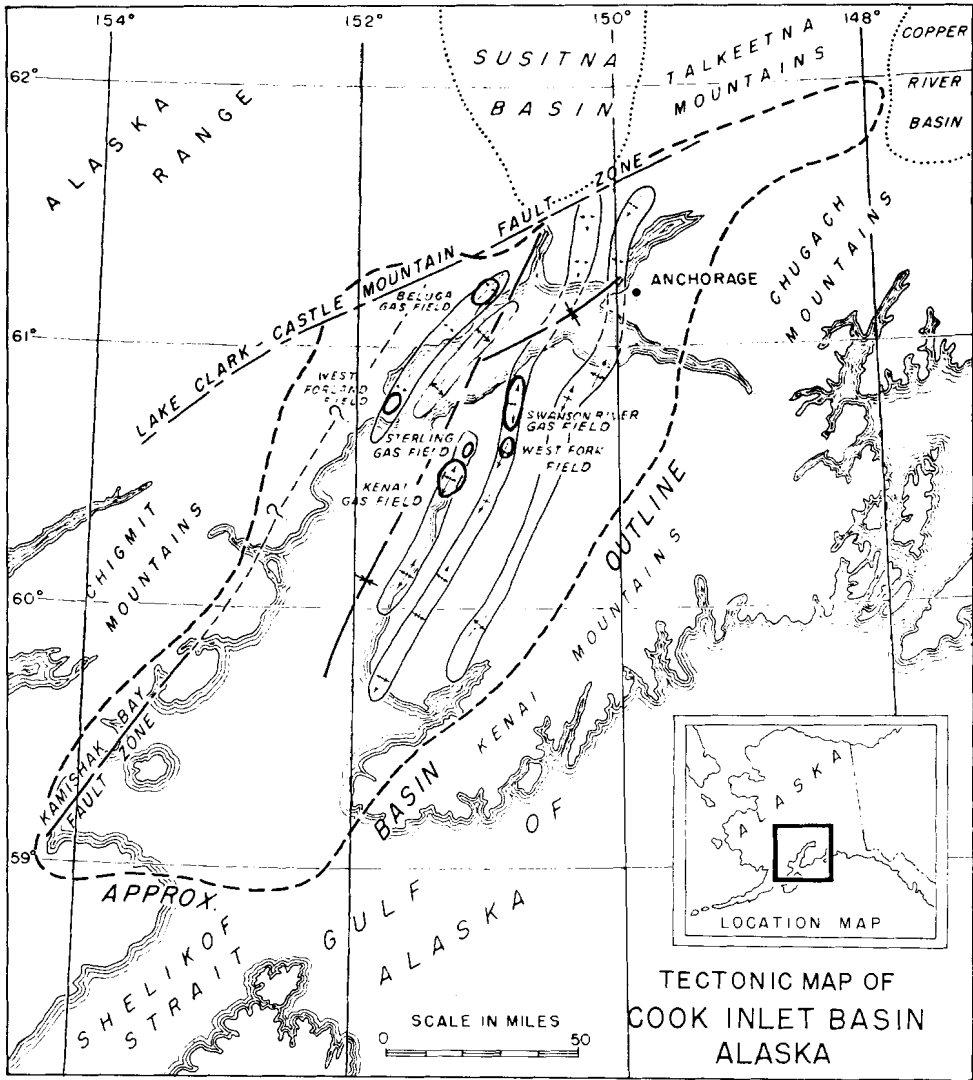 154°
152°
150°
148°
62°
61°
60°
59°
SUSITNA
BASIN
TALKEETNA
MOUNTAINS
COPPER
RIVER
BASIN
ALASKA
RANGE
LAKE CLARK - CASTLE MOUNTAIN FAULT ZONE
CHUGACH
MOUNTAINS
ANCHORAGE
BELUGA
GAS FIELD
WEST
FORLAND
FIELD
SWANSON RIVER
GAS FIELD
STERLING
GAS FIELD
WEST FORK
FIELD
KENAI
GAS FIELD
?
?
CHIGMIT
MOUNTAINS
KAMISHAK BAY
FAULT ZONE
APPROX. BASIN OUTLINE
KENAI MOUNTAINS
GULF OF
ALASKA
SHELIKOF
STRAIT
ALASKA
LOCATION MAP
SCALE IN MILES
0 50
TECTONIC MAP OF
COOK INLET BASIN
ALASKA